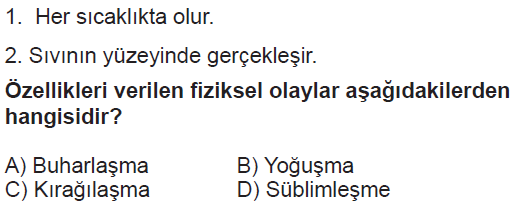 1. Her sıcaklıkta olur.
2. Sıvının yüzeyinde gerçekleşir.
Özellikleri verilen fiziksel olaylar aşağıdakilerden
hangisidir?
A) Buharlaşma B) Yoğuşma
C) Kırağılaşma D) Süblimleşme